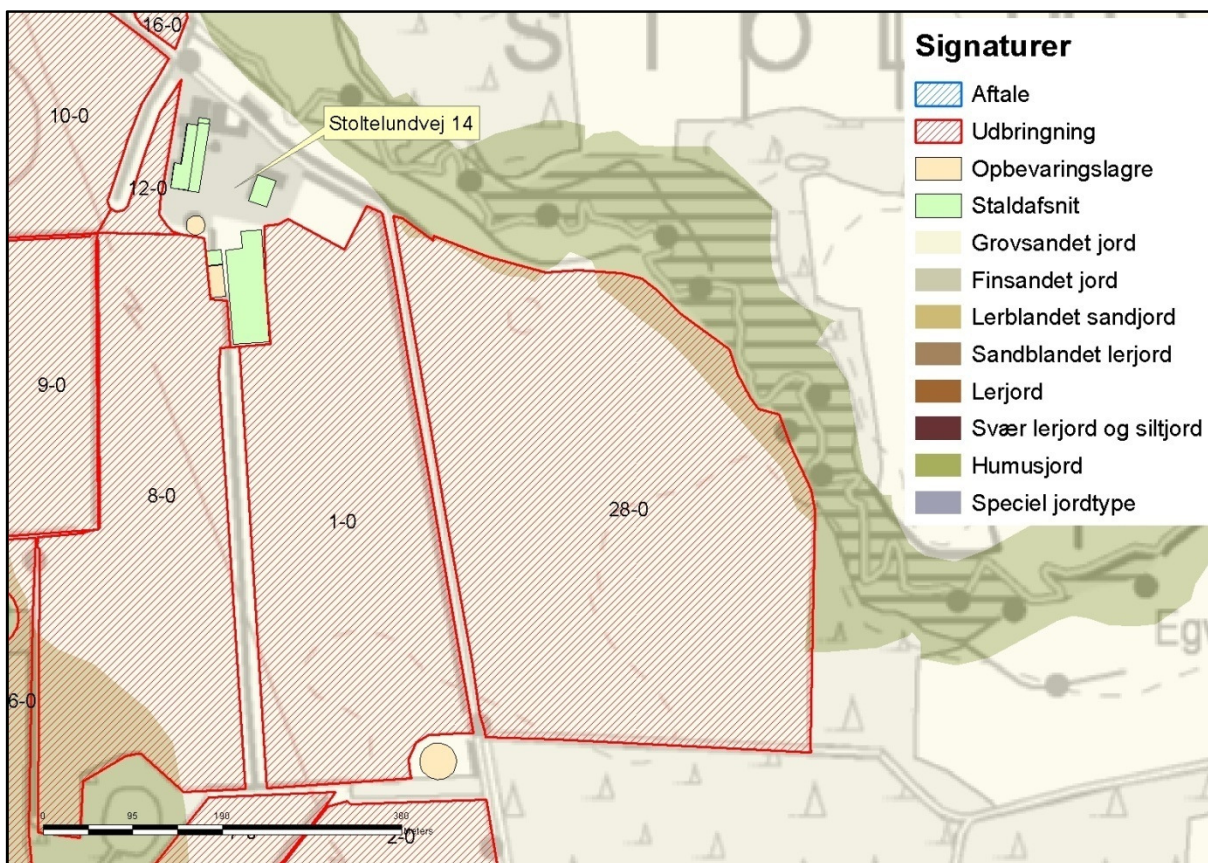 16-0
10-0
Stoltelundvej 14
12-0
9-0
8-0
1-0
28-0
6-0
2-0
0 95 190 380
Meters
Signaturer
Aftale
Udbringning
Opbevaringslagre
Staldafsnit
Grovsandet jord
Finsandet jord
Lerblandet sandjord
Sandblandet lerjord
Lerjord
Svær lerjord og siltjord
Humusjord
Speciel jordtype